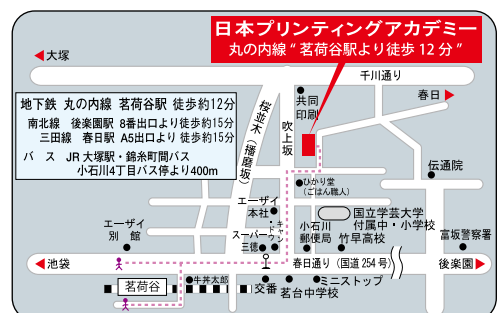 日本プリンティングアカデミー
丸の内線“茗荷谷駅より徒歩12分”
大塚
千川通り
春日
地下鉄 丸の内線 茗荷谷駅 徒歩約12分
南北線 後楽園駅 8番出口より徒歩約15分
三田線 春日駅 A5出口より徒歩約15分
バス JR大塚駅・錦糸町間バス
小石川4丁目バス停より400m
桜並木（播磨坂）
吹上坂
共同
印刷
伝通院
ひかり堂
（ごはん職人）
エーザイ
本社
キャンドゥ
国立学芸大学
付属中・小学校
エーザイ
別館
スーパー
三徳
小石川
郵便局
竹早高校
富坂警察署
池袋
春日通り（国道254号）
後楽園
茗荷谷
牛丼太郎
交番
茗台中学校
ミニストップ